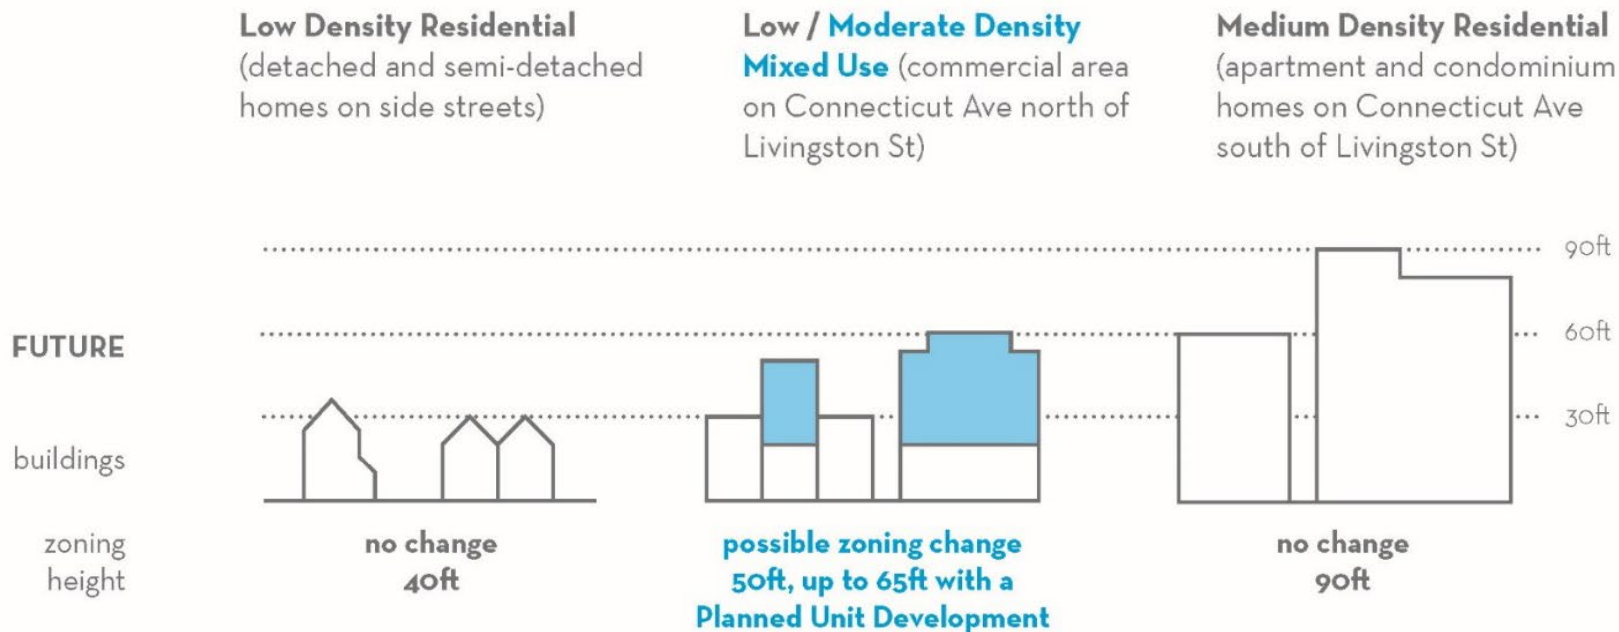 Low Density Residential
(detached and semi-detached
homes on side streets)
Low / Moderate Density
Mixed Use (commercial area
on Connecticut Ave north of
Livingston St)
Medium Density Residential
(apartment and condominium
homes on Connecticut Ave
south of Livingston St)
90ft
60ft
30ft
FUTURE
buildings
zoning
height
no change
40ft
possible zoning change
50ft, up to 65ft with a
Planned Unit Development
no change
90ft